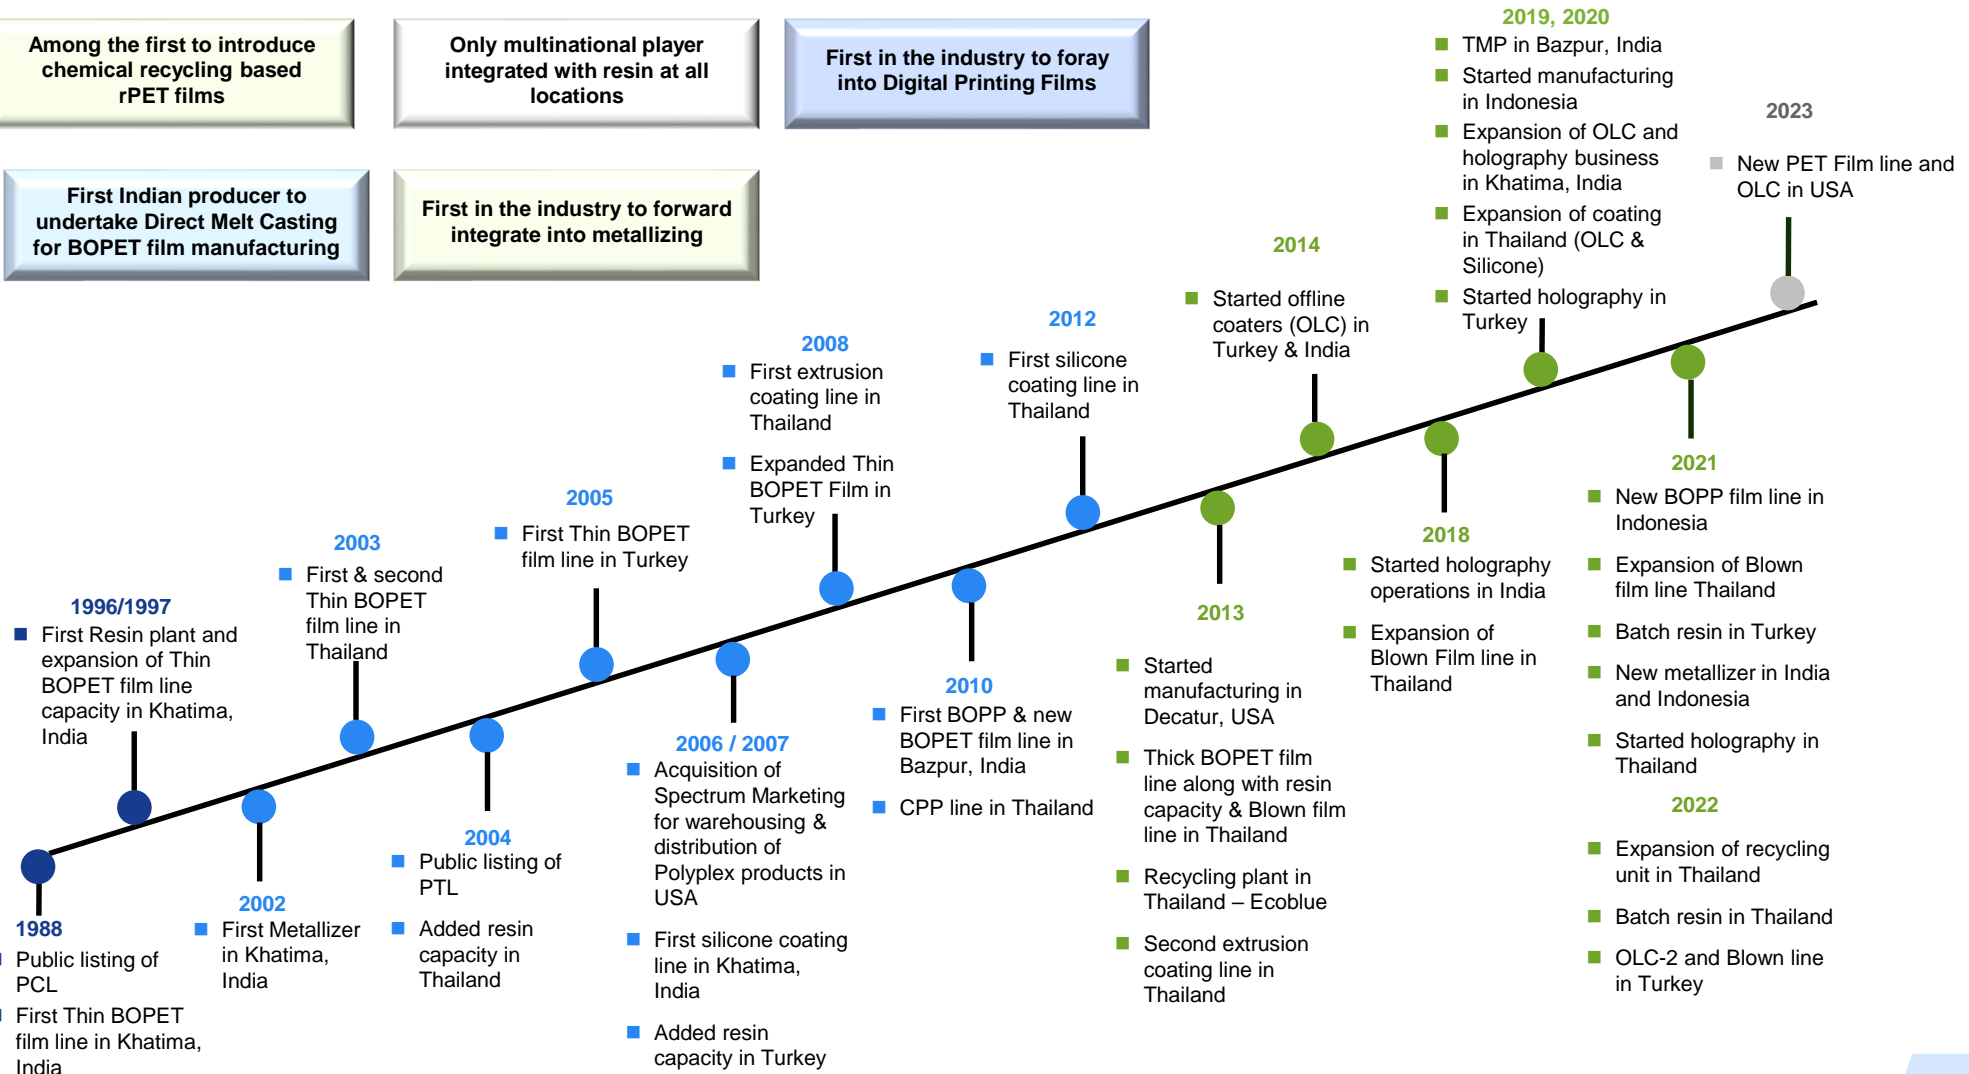 Among the first to introduce
chemical recycling based
rPET films
Only multinational player
integrated with resin at all
locations
First in the industry to foray
into Digital Printing Films
First Indian producer to
undertake Direct Melt Casting
for BOPET film manufacturing
First in the industry to forward
integrate into metallizing
1988
Public listing of
PCL
First Thin BOPET
film line in Khatima,
India
1996/1997
First Resin plant and
expansion of Thin
BOPET film line
capacity in Khatima,
India
2002
First Metallizer
in Khatima,
India
2003
First & second
Thin BOPET
film line in
Thailand
2004
Public listing of
PTL
Added resin
capacity in
Thailand
2005
First Thin BOPET
film line in Turkey
2006 / 2007
Acquisition of
Spectrum Marketing
for warehousing &
distribution of
Polyplex products in
USA
First silicone coating
line in Khatima,
India
Added resin
capacity in Turkey
2008
First extrusion
coating line in
Thailand
Expanded Thin
BOPET Film in
Turkey
2010
First BOPP & new
BOPET film line in
Bazpur, India
CPP line in Thailand
2012
First silicone
coating line in
Thailand
2013
Started
manufacturing in
Decatur, USA
Thick BOPET film
line along with resin
capacity & Blown film
line in Thailand
Recycling plant in
Thailand – Ecoblue
Second extrusion
coating line in
Thailand
2014
Started offline
coaters (OLC) in
Turkey & India
2018
Started holography
operations in India
Expansion of
Blown Film line in
Thailand
2019, 2020
TMP in Bazpur, India
Started manufacturing
in Indonesia
Expansion of OLC and
holography business
in Khatima, India
Expansion of coating
in Thailand (OLC &
Silicone)
Started holography in
Turkey
2021
New BOPP film line in
Indonesia
Expansion of Blown
film line Thailand
Batch resin in Turkey
New metallizer in India
and Indonesia
Started holography in
Thailand
2022
Expansion of recycling
unit in Thailand
Batch resin in Thailand
OLC-2 and Blown line
in Turkey
2023
New PET Film line and
OLC in USA